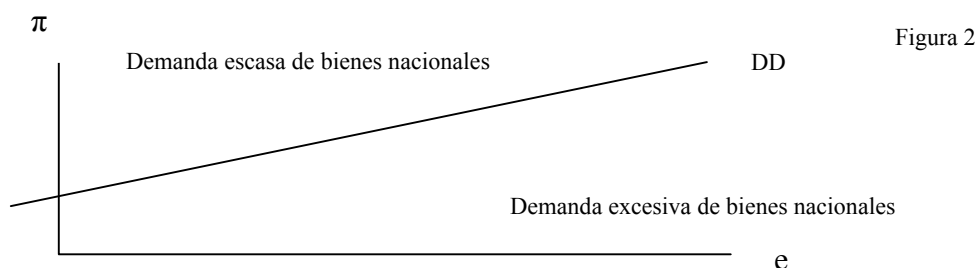 π
Figura 2
Demanda escasa de bienes nacionales
DD
Demanda excesiva de bienes nacionales
e